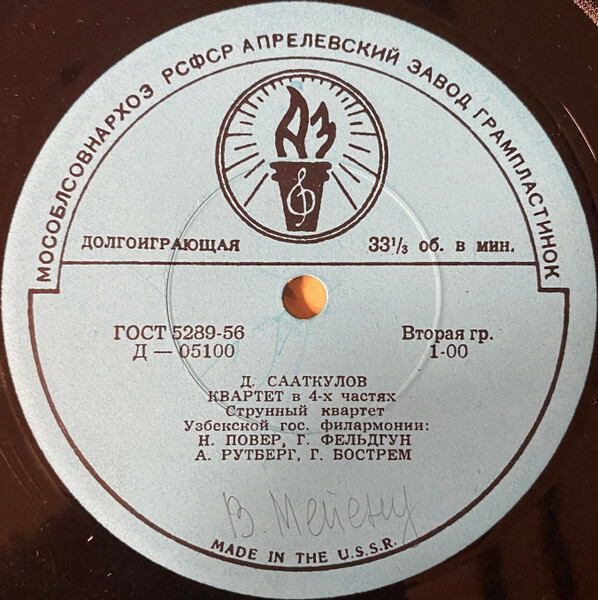 МОСОБЛСОВНАРХОЗ РСФСР АПРЕЛЕВСКИЙ ЗАВОД ГРАМПЛАСТИНОК
АЗ
ДОЛГОИГРАЮЩАЯ 33⅓ об. в мин.
ГОСТ 5289-56 Вторая гр.
Д — 05100 1-00
Д. СААТКУЛОВ
КВАРТЕТ в 4-х частях
Струнный квартет
Узбекской гос. филармонии:
Н. ПОВЕР, Г. ФЕЛЬДГУН
А. РУТБЕРГ, Г. БОСТРЕМ
В. Мейену
MADE IN THE U.S.S.R.